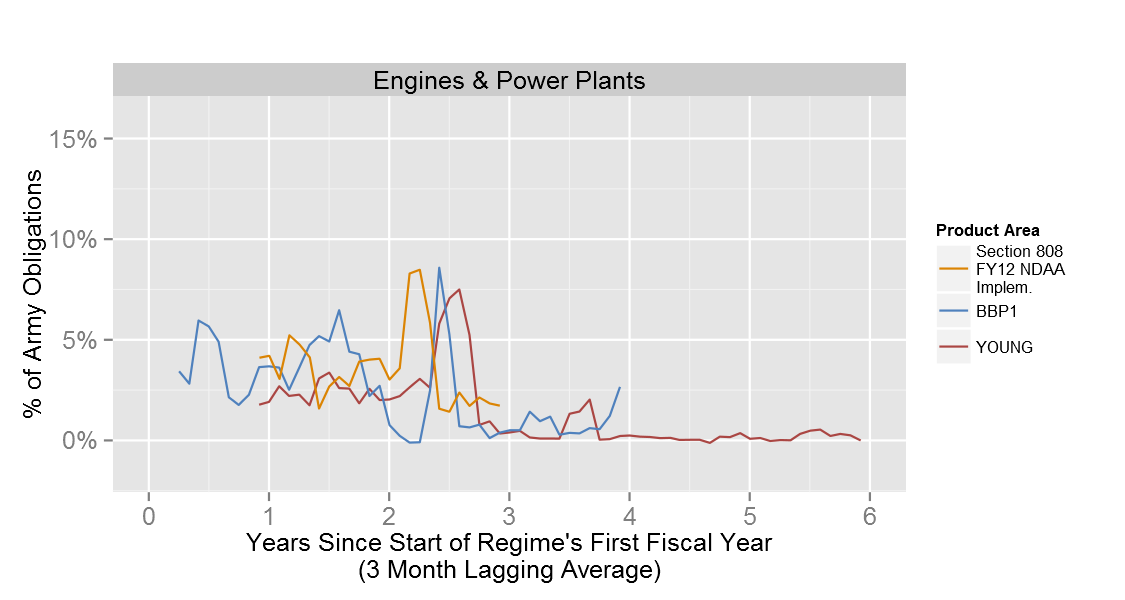 Engines & Power Plants
15%
10%
5%
0%
% of Army Obligations
0 1 2 3 4 5 6
Years Since Start of Regime's First Fiscal Year
(3 Month Lagging Average)
Product Area
Section 808
FY12 NDAA
Implem.
BBP1
YOUNG